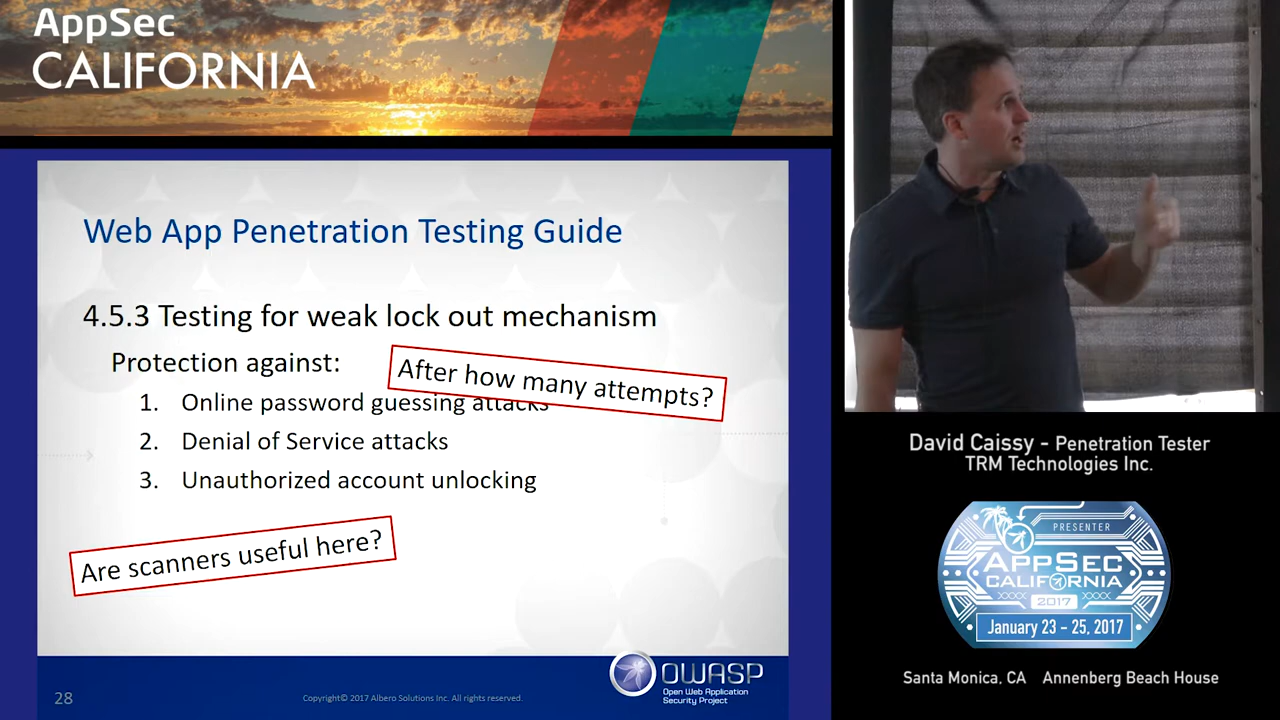 AppSec
CALIFORNIA
Web App Penetration Testing Guide
4.5.3 Testing for weak lock out mechanism
Protection against:
After how many attempts?
1. Online password guessing attacks
2. Denial of Service attacks
3. Unauthorized account unlocking
Are scanners useful here?
28
Copyright© 2017 Albero Solutions Inc. All rights reserved.
OWASP
Open Web Application
Security Project
David Caissy - Penetration Tester
TRM Technologies Inc.
PRESENTER
APPSEC
CALIFORNIA
2017
January 23 - 25, 2017
Santa Monica, CA Annenberg Beach House